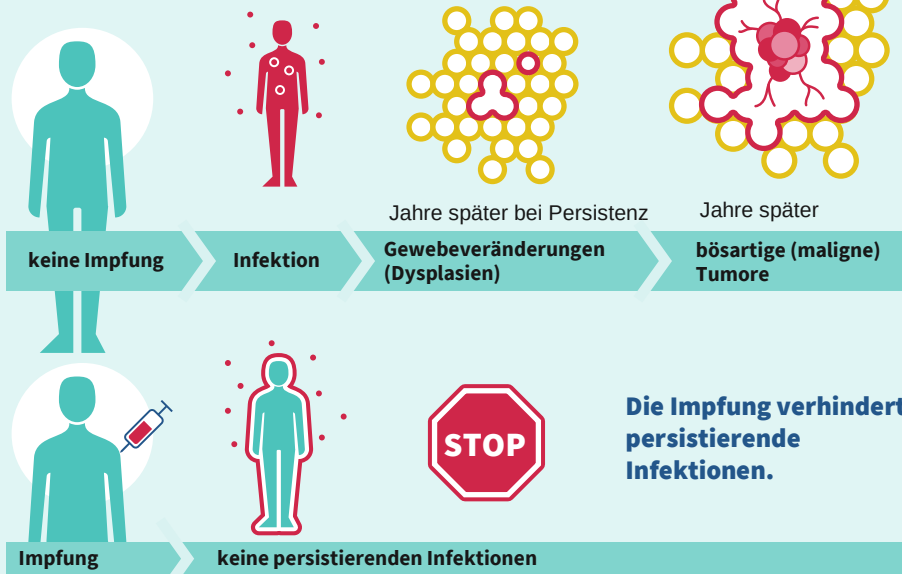 Jahre später bei Persistenz
Jahre später
keine Impfung
Infektion
Gewebeveränderungen
(Dysplasien)
bösartige (maligne)
Tumore
STOP
Die Impfung verhindert
persistierende
Infektionen.
Impfung
keine persistierenden Infektionen